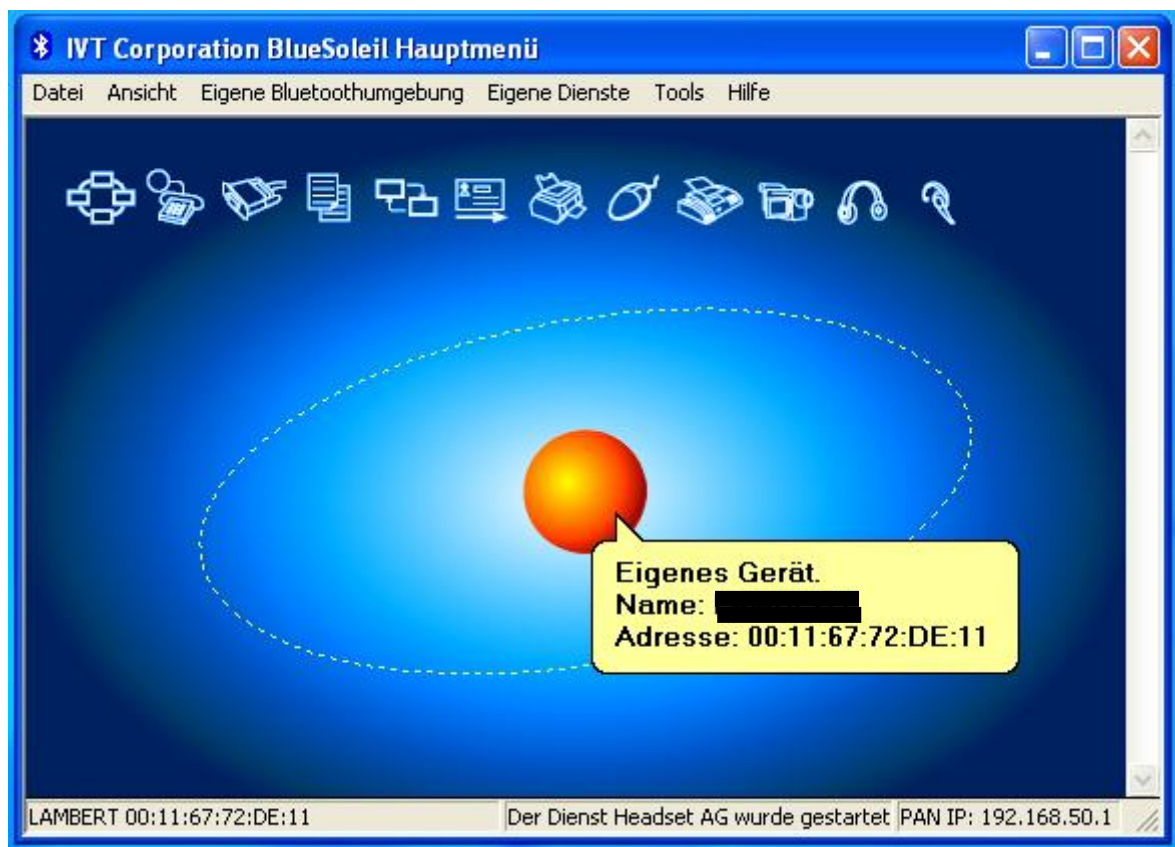 IVT Corporation BlueSoleil Hauptmenü
Datei Ansicht Eigene Bluetoothumgebung Eigene Dienste Tools Hilfe
Eigenes Gerät.
Name:
Adresse: 00:11:67:72:DE:11
LAMBERT 00:11:67:72:DE:11 Der Dienst Headset AG wurde gestartet PAN IP: 192.168.50.1